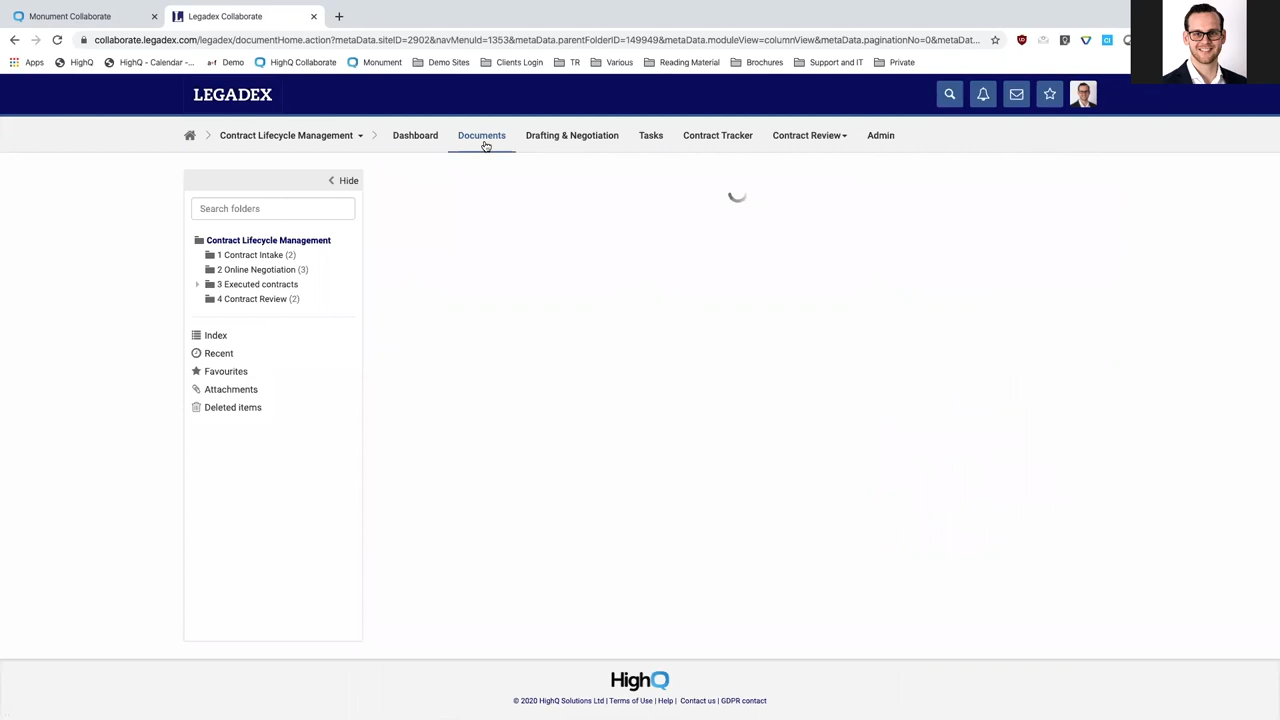 Monument Collaborate
Legadex Collaborate
collaborate.legadex.com/legadex/documentHome.action?metaData.siteID=2902&navMenuId=1353&metaData.parentFolderID=149949&metaData.moduleView=columnView&metaData.paginationNo=0&metaDat...
Apps
HighQ
HighQ - Calendar -...
Demo
HighQ Collaborate
Monument
Demo Sites
Clients Login
TR
Various
Reading Material
Brochures
Support and IT
Private
LEGADEX
Contract Lifecycle Management
Dashboard
Documents
Drafting & Negotiation
Tasks
Contract Tracker
Contract Review
Admin
Hide
Search folders
Contract Lifecycle Management
1 Contract Intake (2)
2 Online Negotiation (3)
3 Executed contracts
4 Contract Review (2)
Index
Recent
Favourites
Attachments
Deleted items
HighQ
© 2020 HighQ Solutions Ltd | Terms of Use | Help | Contact us | GDPR contact